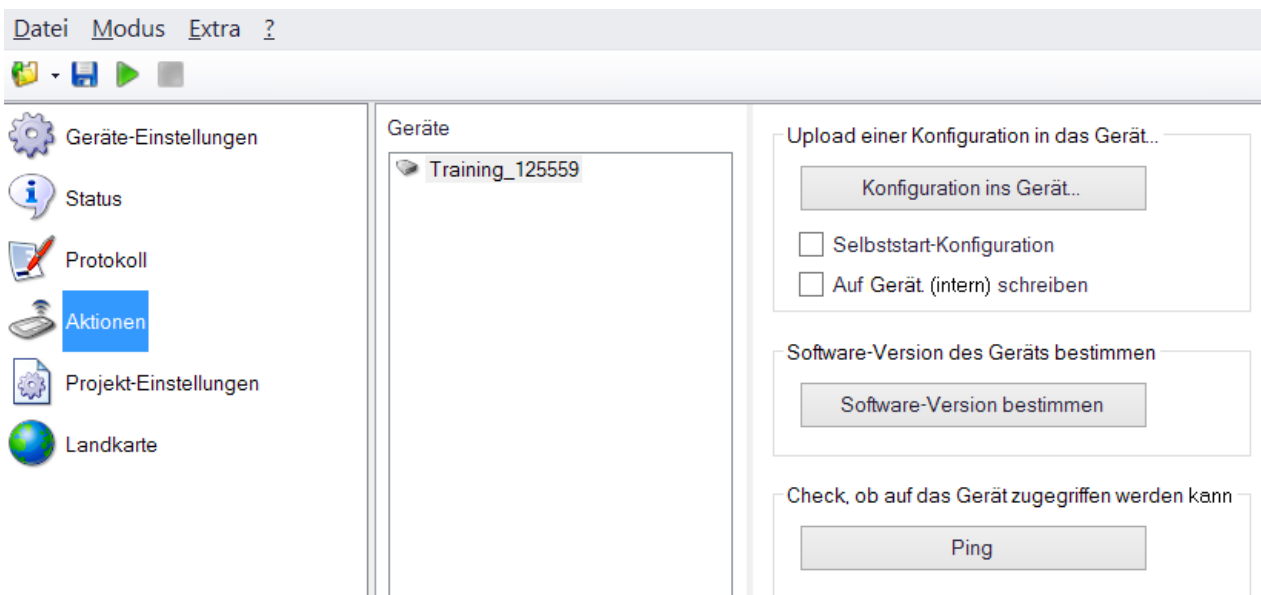 Datei Modus Extra ?
Geräte-Einstellungen
Status
Protokoll
Aktionen
Projekt-Einstellungen
Landkarte
Geräte
Training_125559
Upload einer Konfiguration in das Gerät...
Konfiguration ins Gerät...
Selbststart-Konfiguration
Auf Gerät. (intern) schreiben
Software-Version des Geräts bestimmen
Software-Version bestimmen
Check, ob auf das Gerät zugegriffen werden kann
Ping